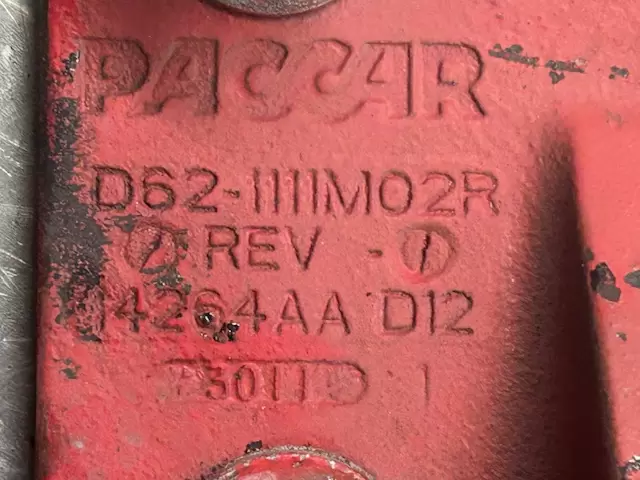 PACCAR
D62-1111M02R
REV -
14264AA D12
1